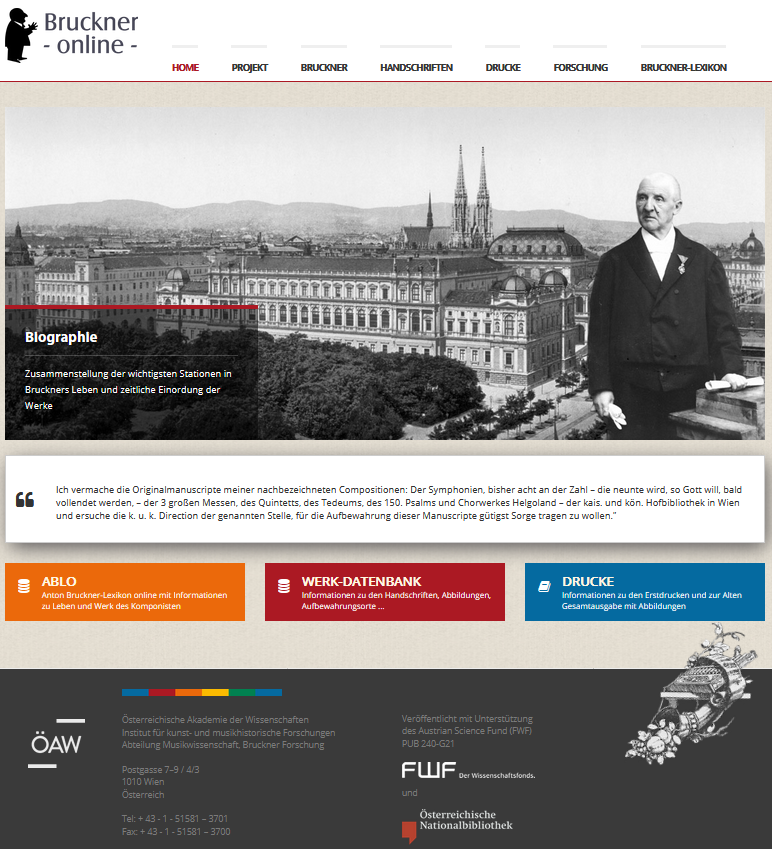 Bruckner
- online -
HOME PROJEKT BRUCKNER HANDSCHRIFTEN DRUCKE FORSCHUNG BRUCKNER-LEXIKON
Biographie
Zusammenstellung der wichtigsten Stationen in
Bruckners Leben und zeitliche Einordung der
Werke
Ich vermache die Originalmanuscripte meiner nachbezeichneten Compositionen: Der Symphonien, bisher acht an der Zahl – die neunte wird, so Gott will, bald
vollendet werden, – der 3 großen Messen, des Quintetts, des Tedeums, des 150. Psalms und Chorwerkes Helgoland – der kais. und kön. Hofbibliothek in Wien
und ersuche die k. u. k. Direction der genannten Stelle, für die Aufbewahrung dieser Manuscripte gütigst Sorge tragen zu wollen."
ABLO
Anton Bruckner-Lexikon online mit Informationen
zu Leben und Werk des Komponisten
WERK-DATENBANK
Informationen zu den Handschriften, Abbildungen,
Aufbewahrungsorte ...
DRUCKE
Informationen zu den Erstdrucken und zur Alten
Gesamtausgabe mit Abbildungen
ÖAW
Österreichische Akademie der Wissenschaften
Institut für kunst- und musikhistorische Forschungen
Abteilung Musikwissenschaft, Bruckner Forschung
Postgasse 7–9 / 4/3
1010 Wien
Österreich
Tel: + 43 - 1 - 51581 – 3701
Fax: + 43 - 1 - 51581 – 3700
Veröffentlicht mit Unterstützung
des Austrian Science Fund (FWF)
PUB 240-G21
FWF Der Wissenschaftsfonds.
und
Österreichische
Nationalbibliothek